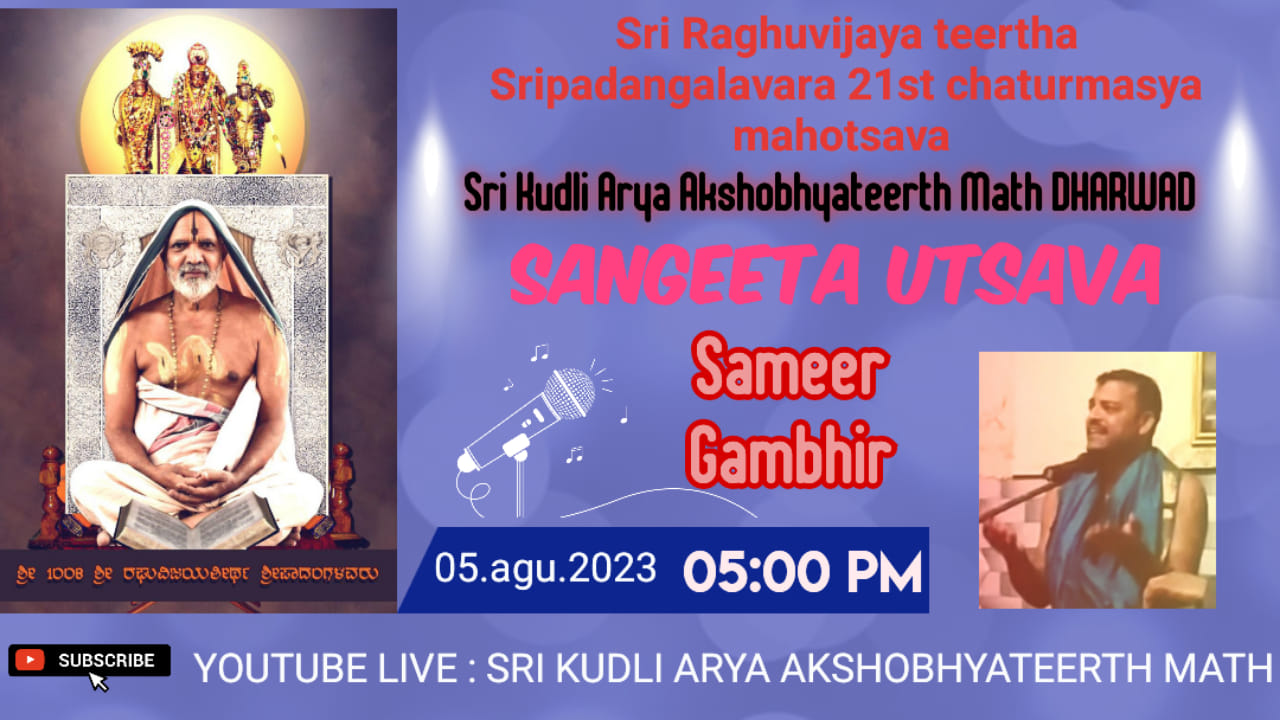 Sri Raghuvijaya teertha
Sripadangalavara 21st chaturmasya
mahotsava
Sri Kudli Arya Akshobhyateerth Math DHARWAD
SANGEETA UTSAVA
Sameer
Gambhir
05.agu.2023 05:00 PM
ಶ್ರೀ 1008 ಶ್ರೀ ರಘುವಿಜಯತೀರ್ಥ ಶ್ರೀಪಾದಂಗಳವರು
SUBSCRIBE
YOUTUBE LIVE : SRI KUDLI ARYA AKSHOBHYATEERTH MATH